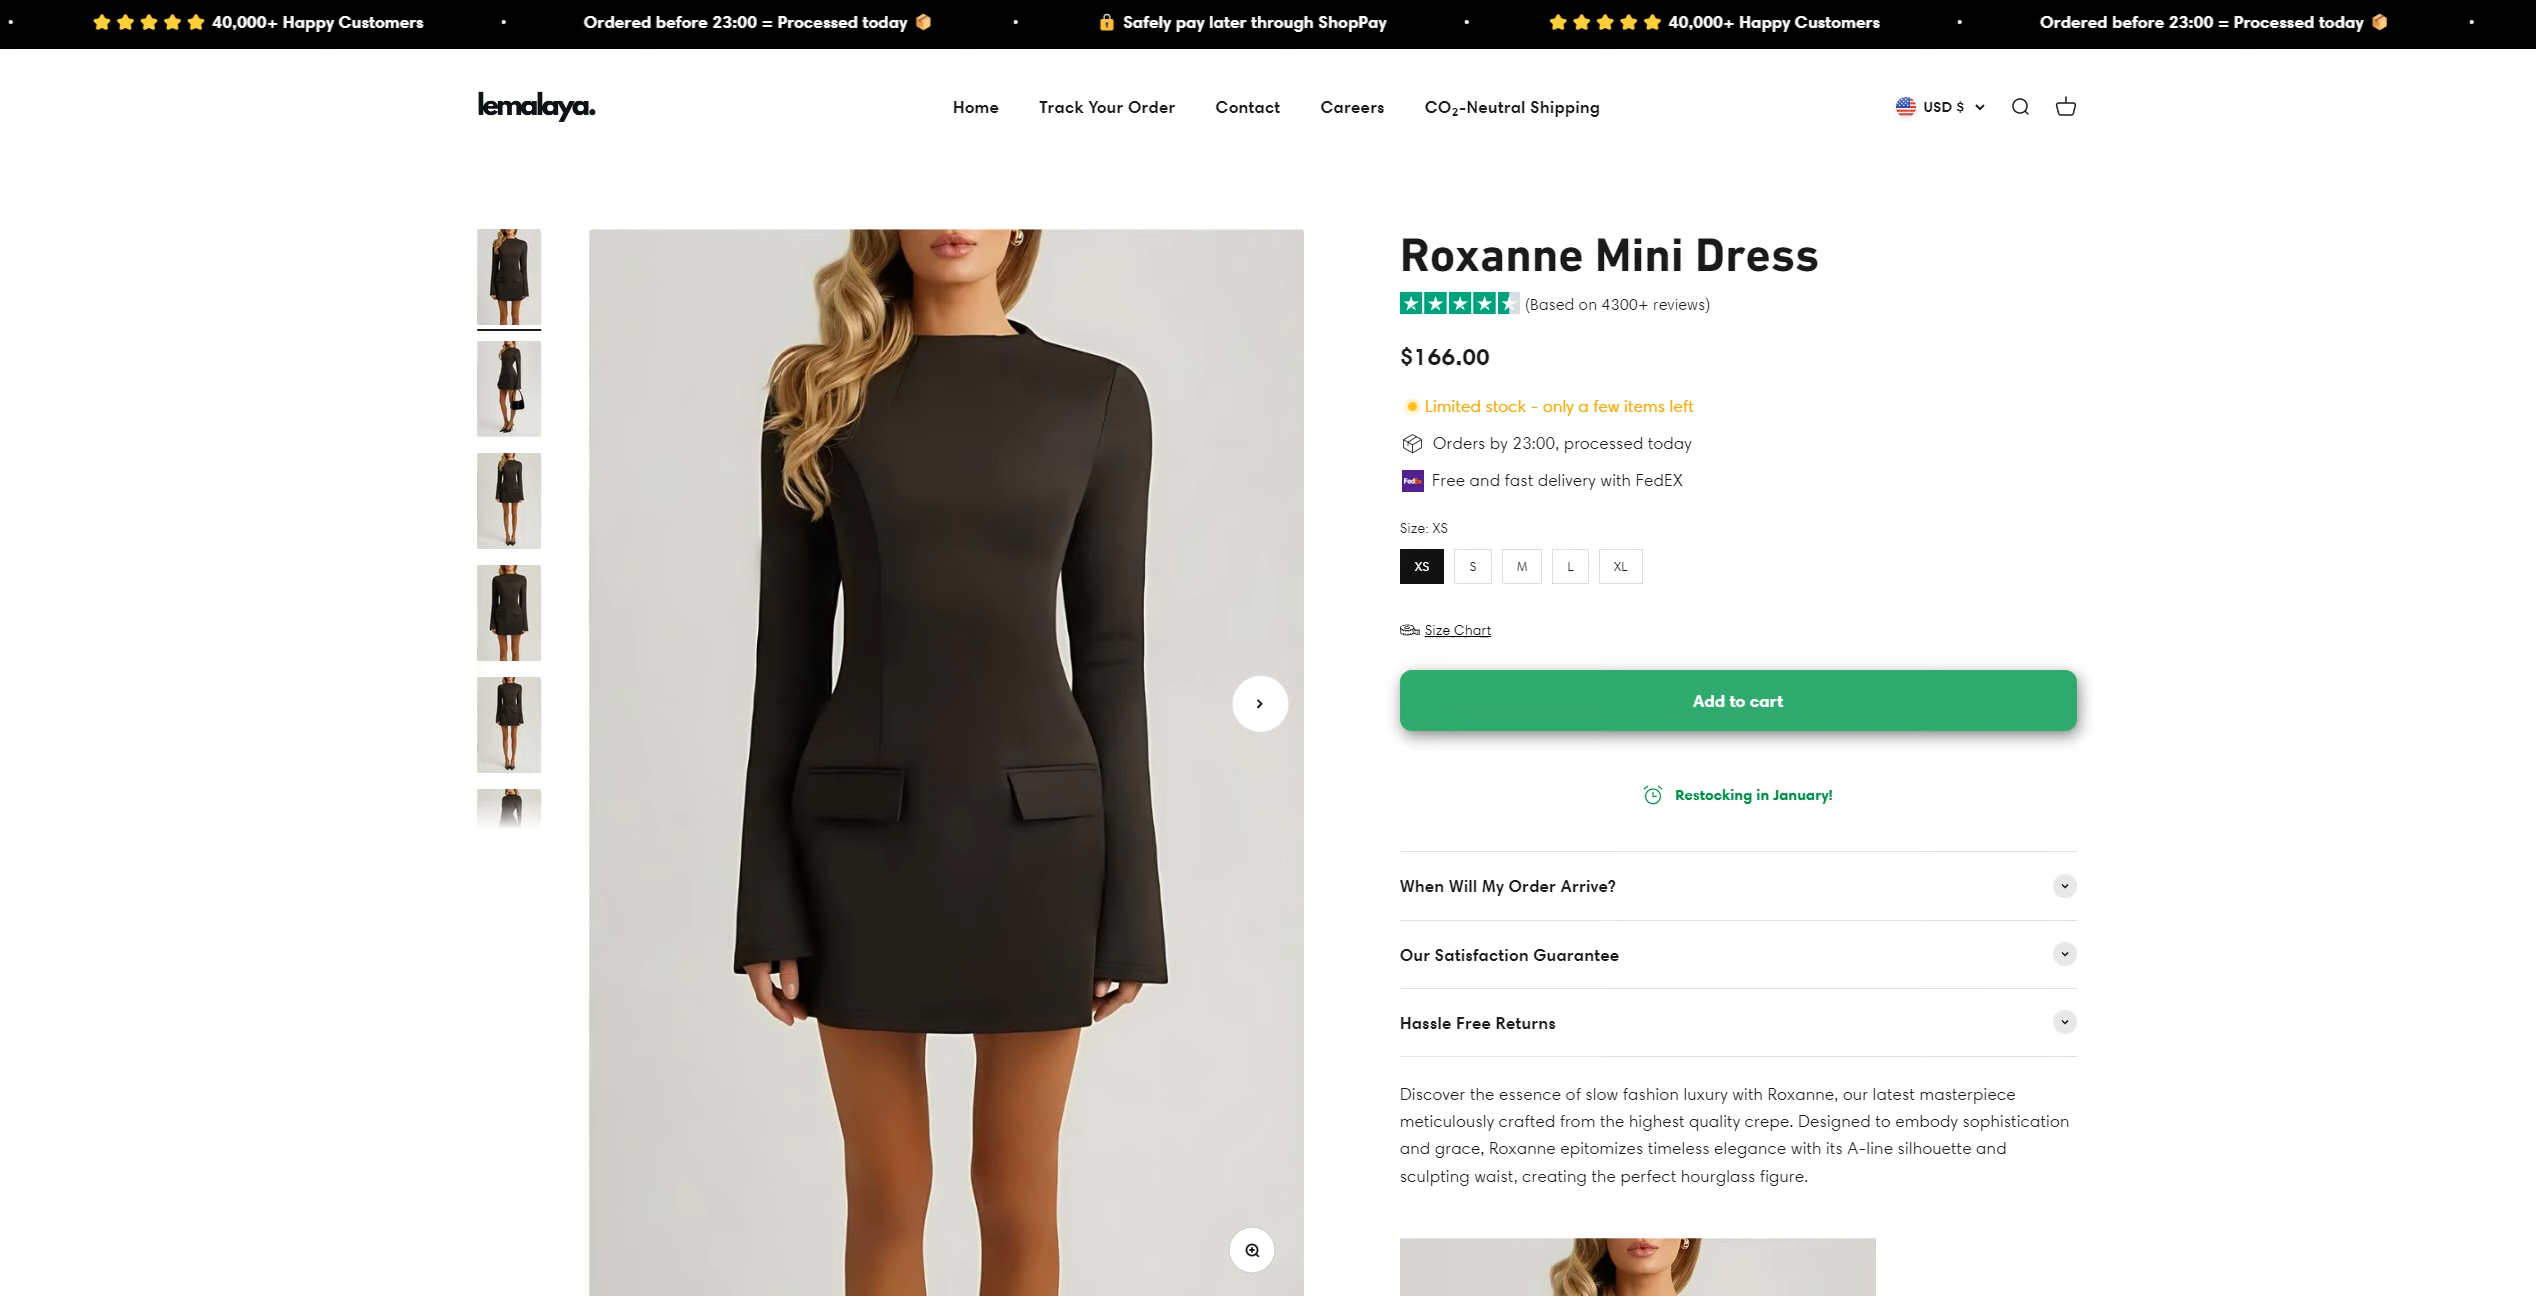 ⭐⭐⭐⭐⭐ 40,000+ Happy Customers • Ordered before 23:00 = Processed today 📦 • 🔒 Safely pay later through ShopPay • ⭐⭐⭐⭐⭐ 40,000+ Happy Customers • Ordered before 23:00 = Processed today 📦 •
lemalaya.
Home Track Your Order Contact Careers CO₂-Neutral Shipping
USD $
Roxanne Mini Dress
(Based on 4300+ reviews)
$166.00
Limited stock - only a few items left
Orders by 23:00, processed today
FedEx Free and fast delivery with FedEX
Size: XS
XS S M L XL
Size Chart
Add to cart
Restocking in January!
When Will My Order Arrive?
Our Satisfaction Guarantee
Hassle Free Returns
Discover the essence of slow fashion luxury with Roxanne, our latest masterpiece
meticulously crafted from the highest quality crepe. Designed to embody sophistication
and grace, Roxanne epitomizes timeless elegance with its A-line silhouette and
sculpting waist, creating the perfect hourglass figure.